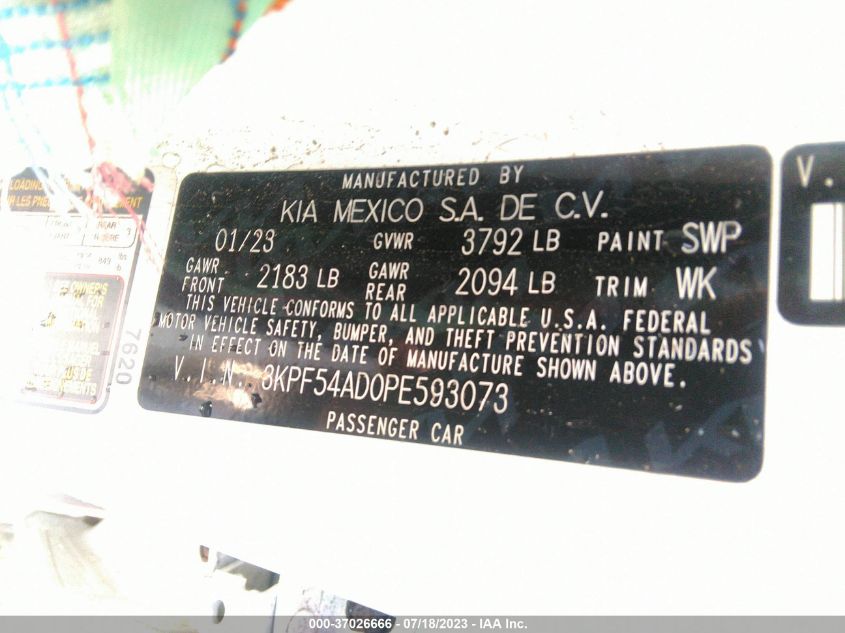 MANUFACTURED BY
KIA MEXICO S.A. DE C.V.
01/23 GVWR 3792 LB PAINT SWP
GAWR FRONT 2183 LB GAWR REAR 2094 LB TRIM WK
THIS VEHICLE CONFORMS TO ALL APPLICABLE U.S.A. FEDERAL
MOTOR VEHICLE SAFETY, BUMPER, AND THEFT PREVENTION STANDARDS
IN EFFECT ON THE DATE OF MANUFACTURE SHOWN ABOVE.
V.I.N. 3KPF54AD0PE593073
PASSENGER CAR
7620
V.
000-37026666 - 07/18/2023 - IAA Inc.